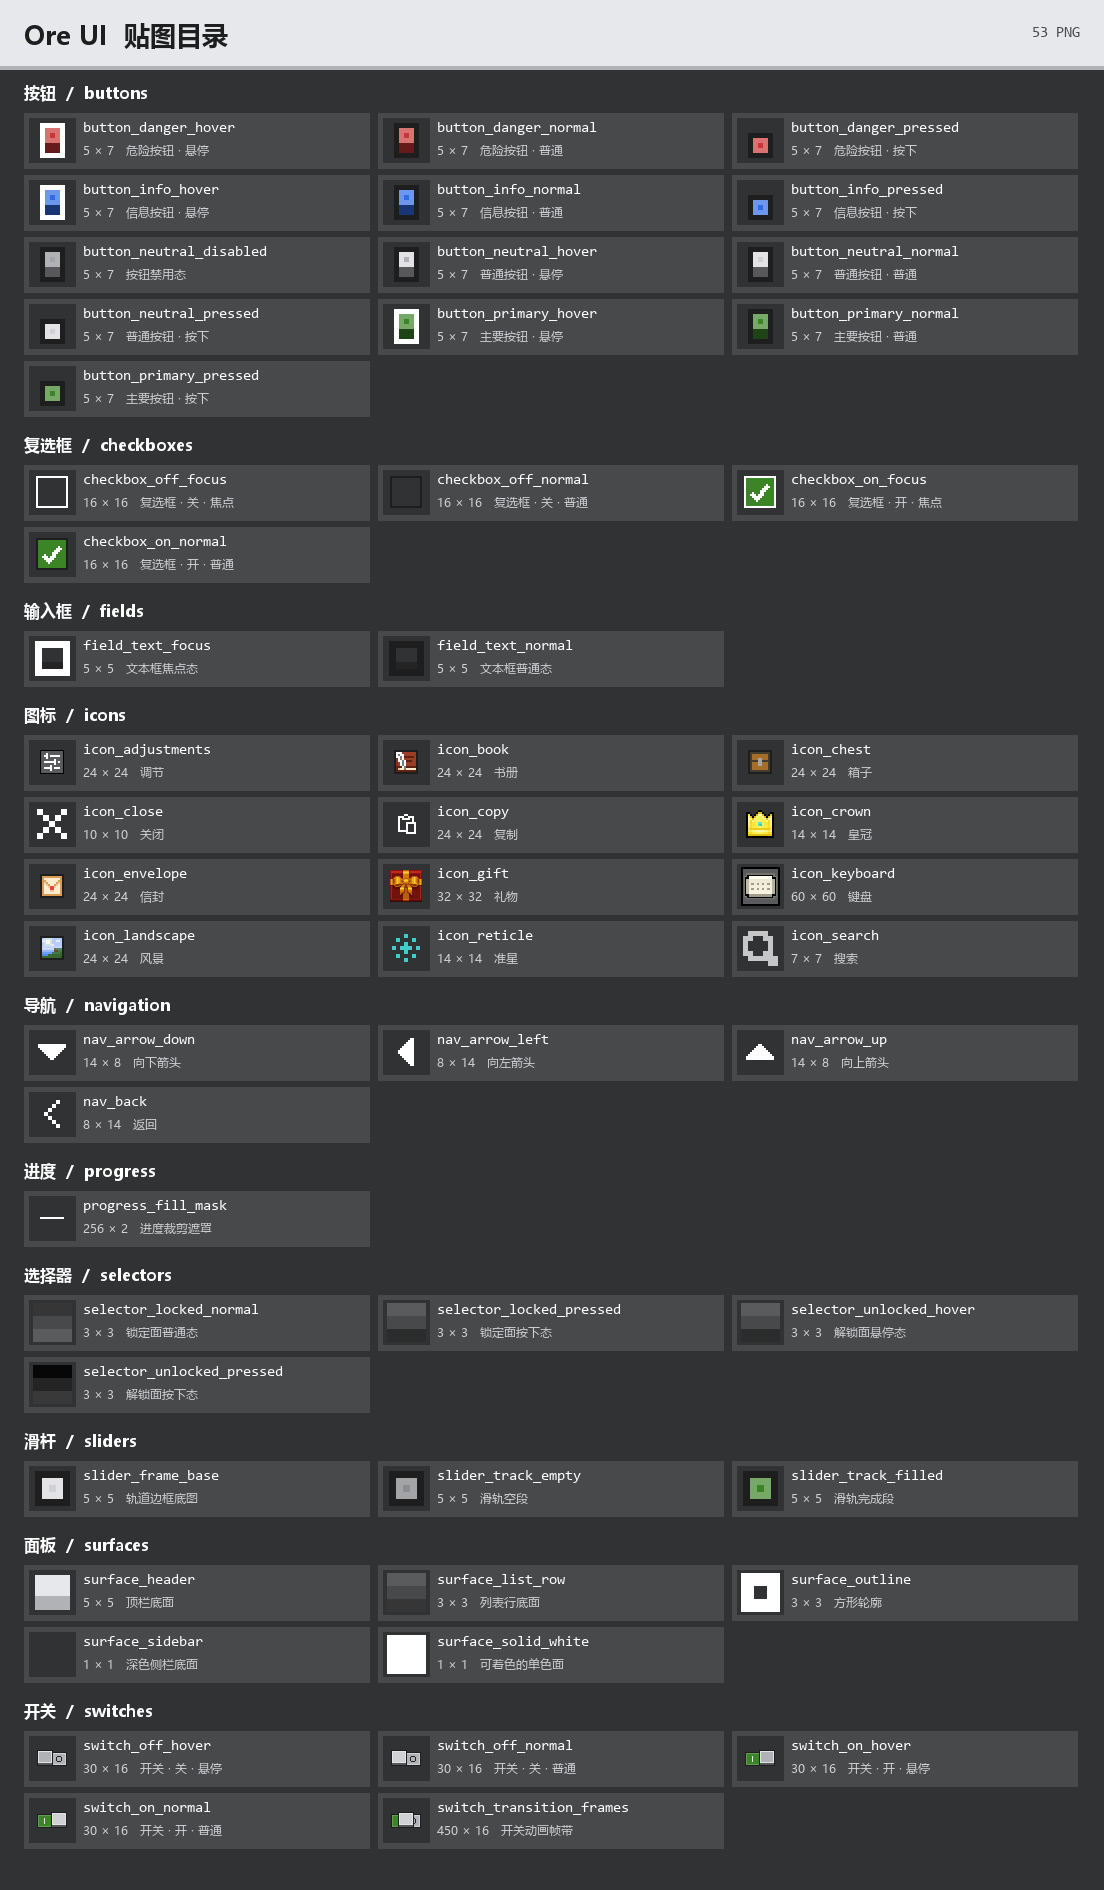 Ore UI 贴图目录
53 PNG
按钮 / buttons
button_danger_hover
5 × 7 危险按钮 · 悬停
button_danger_normal
5 × 7 危险按钮 · 普通
button_danger_pressed
5 × 7 危险按钮 · 按下
button_info_hover
5 × 7 信息按钮 · 悬停
button_info_normal
5 × 7 信息按钮 · 普通
button_info_pressed
5 × 7 信息按钮 · 按下
button_neutral_disabled
5 × 7 按钮禁用态
button_neutral_hover
5 × 7 普通按钮 · 悬停
button_neutral_normal
5 × 7 普通按钮 · 普通
button_neutral_pressed
5 × 7 普通按钮 · 按下
button_primary_hover
5 × 7 主要按钮 · 悬停
button_primary_normal
5 × 7 主要按钮 · 普通
button_primary_pressed
5 × 7 主要按钮 · 按下
复选框 / checkboxes
checkbox_off_focus
16 × 16 复选框 · 关 · 焦点
checkbox_off_normal
16 × 16 复选框 · 关 · 普通
checkbox_on_focus
16 × 16 复选框 · 开 · 焦点
checkbox_on_normal
16 × 16 复选框 · 开 · 普通
输入框 / fields
field_text_focus
5 × 5 文本框焦点态
field_text_normal
5 × 5 文本框普通态
图标 / icons
icon_adjustments
24 × 24 调节
icon_book
24 × 24 书册
icon_chest
24 × 24 箱子
icon_close
10 × 10 关闭
icon_copy
24 × 24 复制
icon_crown
14 × 14 皇冠
icon_envelope
24 × 24 信封
icon_gift
32 × 32 礼物
icon_keyboard
60 × 60 键盘
icon_landscape
24 × 24 风景
icon_reticle
14 × 14 准星
icon_search
7 × 7 搜索
导航 / navigation
nav_arrow_down
14 × 8 向下箭头
nav_arrow_left
8 × 14 向左箭头
nav_arrow_up
14 × 8 向上箭头
nav_back
8 × 14 返回
进度 / progress
progress_fill_mask
256 × 2 进度裁剪遮罩
选择器 / selectors
selector_locked_normal
3 × 3 锁定面普通态
selector_locked_pressed
3 × 3 锁定面按下态
selector_unlocked_hover
3 × 3 解锁面悬停态
selector_unlocked_pressed
3 × 3 解锁面按下态
滑杆 / sliders
slider_frame_base
5 × 5 轨道边框底图
slider_track_empty
5 × 5 滑轨空段
slider_track_filled
5 × 5 滑轨完成段
面板 / surfaces
surface_header
5 × 5 顶栏底面
surface_list_row
3 × 3 列表行底面
surface_outline
3 × 3 方形轮廓
surface_sidebar
1 × 1 深色侧栏底面
surface_solid_white
1 × 1 可着色的单色面
开关 / switches
switch_off_hover
30 × 16 开关 · 关 · 悬停
switch_off_normal
30 × 16 开关 · 关 · 普通
switch_on_hover
30 × 16 开关 · 开 · 悬停
switch_on_normal
30 × 16 开关 · 开 · 普通
switch_transition_frames
450 × 16 开关动画帧带